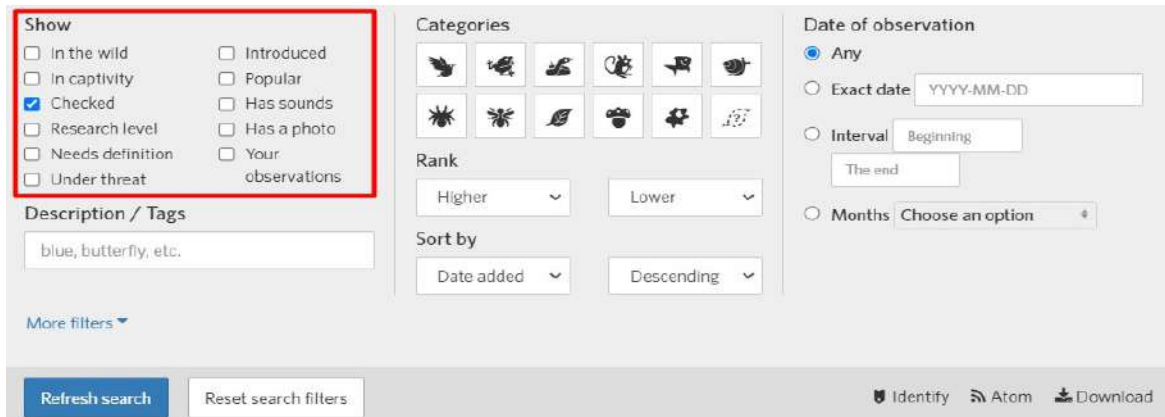 Show
In the wild
In captivity
Checked
Research level
Needs definition
Under threat
Introduced
Popular
Has sounds
Has a photo
Your
observations
Description / Tags
blue, butterfly, etc.
More filters
Categories
Rank
Higher
Lower
Sort by
Date added
Descending
Date of observation
Any
Exact date YYYY-MM-DD
Interval Beginning
The end
Months Choose an option
Refresh search
Reset search filters
Identify
Atom
Download